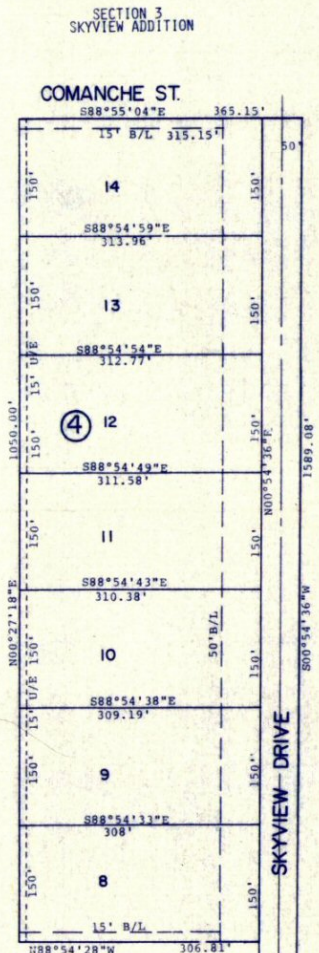 SECTION 3
SKYVIEW ADDITION
COMANCHE ST.
S88°55'04"E 365.15'
15' B/L 315.15'
50'
150' 14 150'
S88°54'59"E
313.96'
150' 13 150'
S88°54'54"E
312.77'
15' U/E
1050.00'
150' 4 12 150'
N00°54'36"E
1589.08'
S88°54'49"E
311.58'
150' 11 150'
S88°54'43"E
310.38'
N00°27'18"E
150' 10 50' B/L 150'
S00°54'36"W
15' U/E
S88°54'38"E
309.19'
150' 9 150'
SKYVIEW DRIVE
S88°54'33"E
308'
150' 8 150'
15' B/L
N88°54'28"W 306.81'